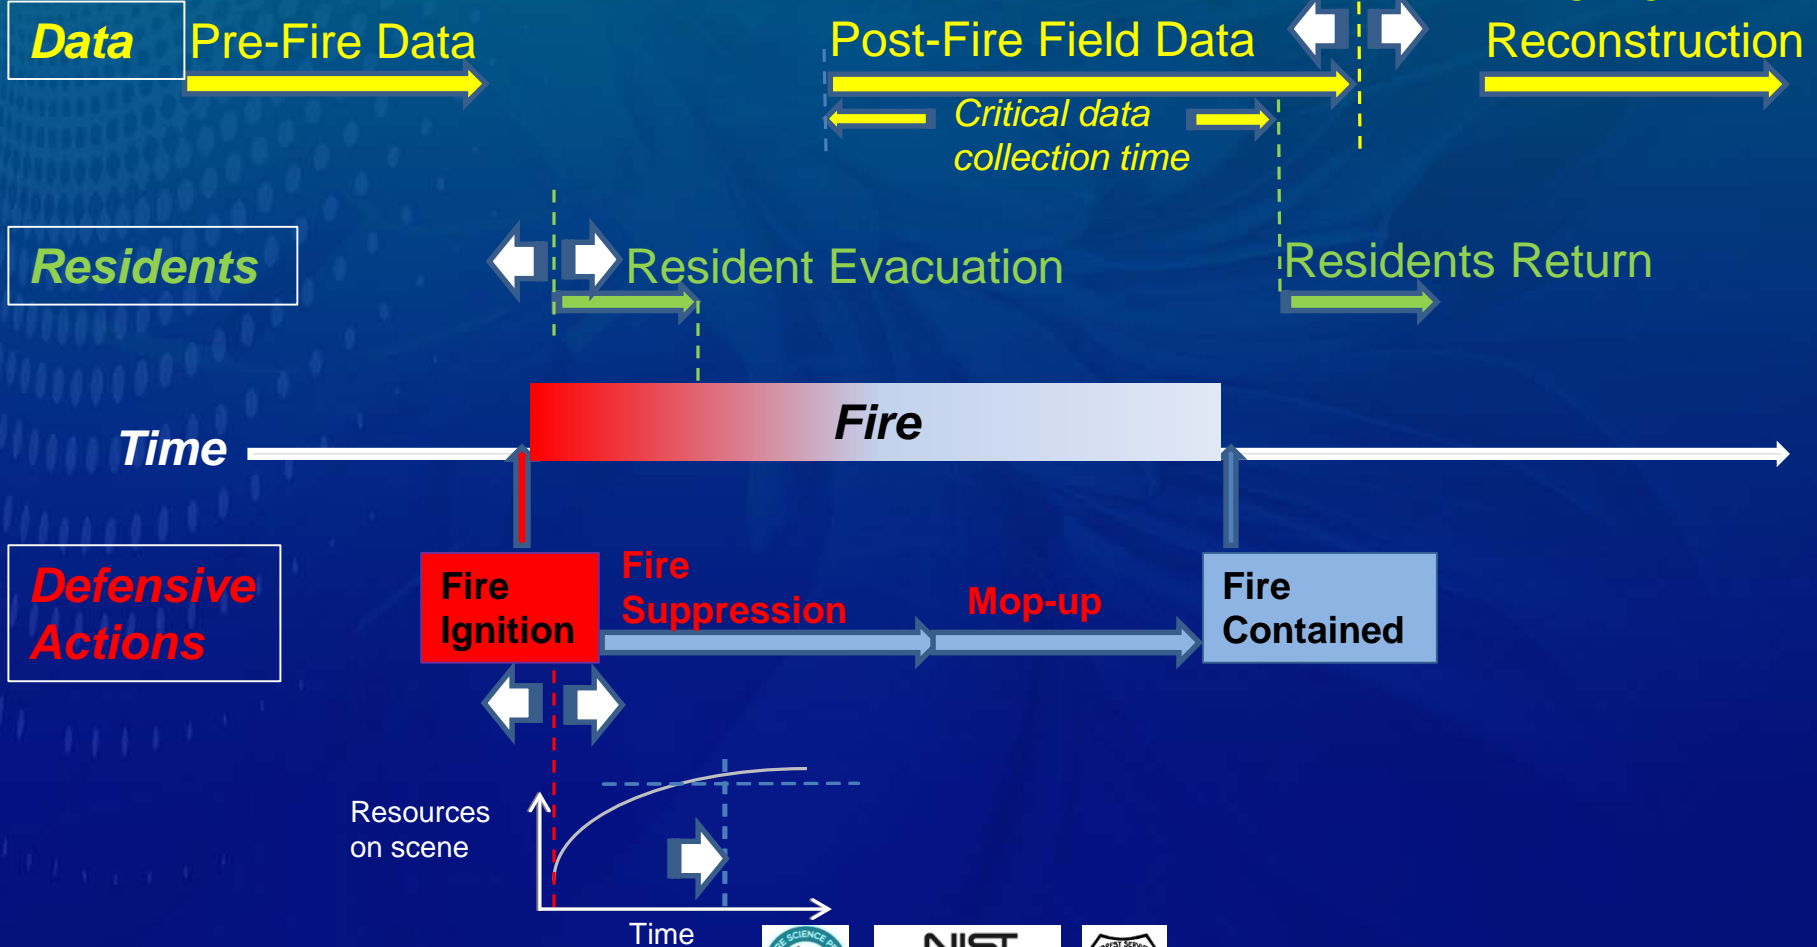 Data
Pre-Fire Data
Post-Fire Field Data
Reconstruction
Critical data
collection time
Residents
Resident Evacuation
Residents Return
Time
Fire
Defensive
Actions
Fire
Ignition
Fire
Suppression
Mop-up
Fire
Contained
Resources
on scene
Time
NIST